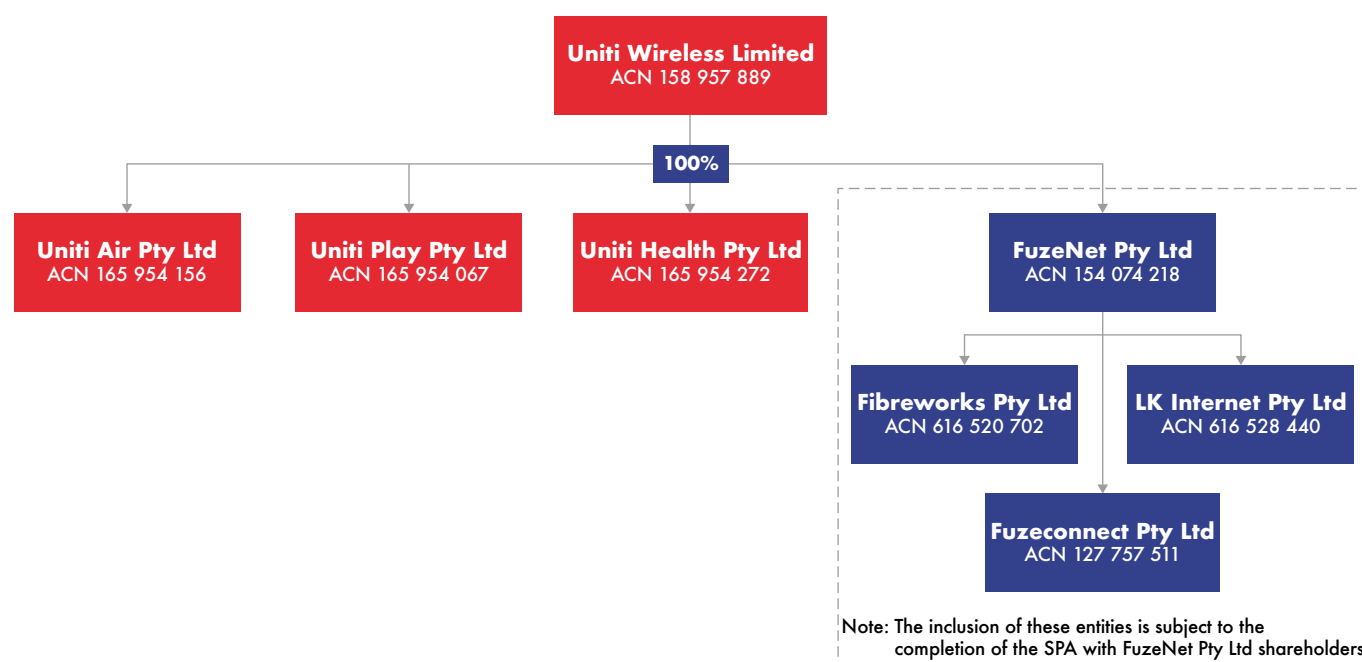 Uniti Wireless Limited
ACN 158 957 889
100%
Uniti Air Pty Ltd
ACN 165 954 156
Uniti Play Pty Ltd
ACN 165 954 067
Uniti Health Pty Ltd
ACN 165 954 272
FuzeNet Pty Ltd
ACN 154 074 218
Fibreworks Pty Ltd
ACN 616 520 702
LK Internet Pty Ltd
ACN 616 528 440
Fuzeconnect Pty Ltd
ACN 127 757 511
Note: The inclusion of these entities is subject to the
completion of the SPA with FuzeNet Pty Ltd shareholders